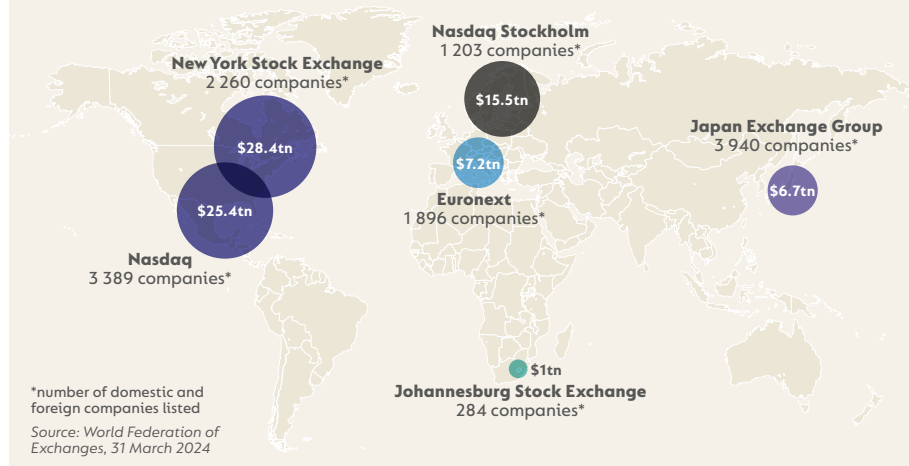 Nasdaq Stockholm
1 203 companies*
$15.5tn
New York Stock Exchange
2 260 companies*
$28.4tn
Japan Exchange Group
3 940 companies*
$6.7tn
$7.2tn
Euronext
1 896 companies*
$25.4tn
Nasdaq
3 389 companies*
$1tn
Johannesburg Stock Exchange
284 companies*
*number of domestic and
foreign companies listed
Source: World Federation of
Exchanges, 31 March 2024